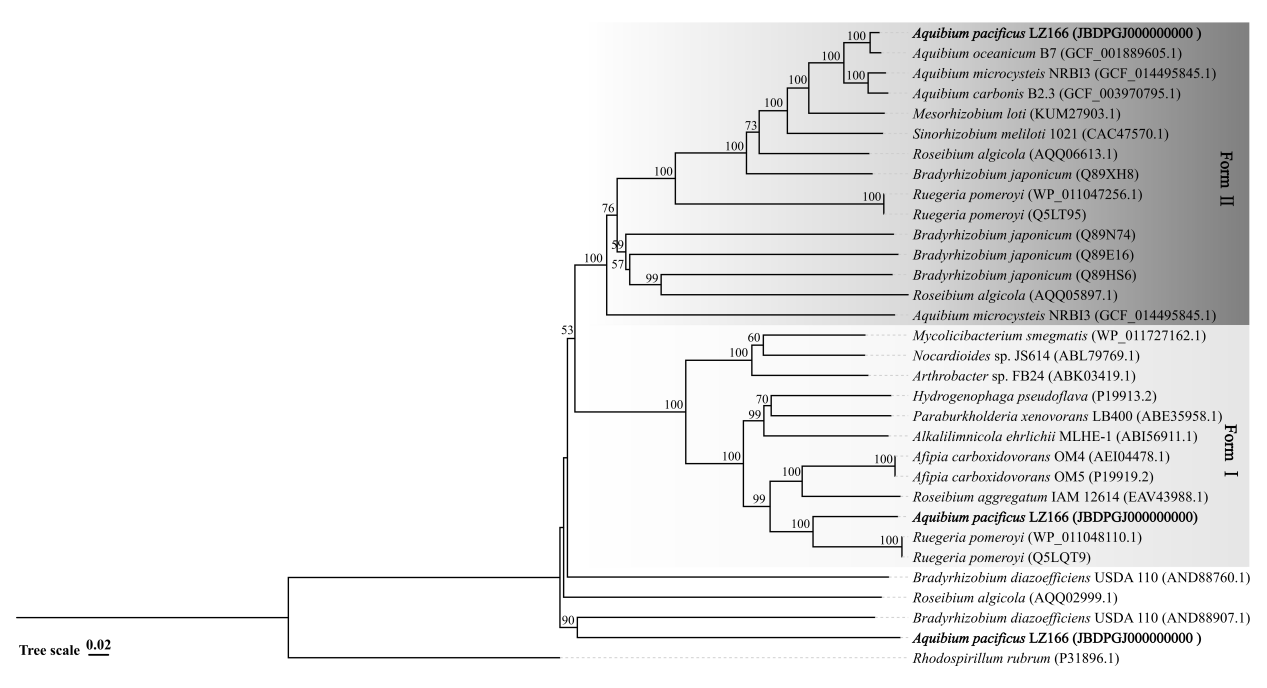 100 Aquibium pacificus LZ166 (JBDPGJ000000000 )
Aquibium oceanicum B7 (GCF_001889605.1)
100
100 Aquibium microcysteis NRBI3 (GCF_014495845.1)
100
Aquibium carbonis B2.3 (GCF_003970795.1)
100
Mesorhizobium loti (KUM27903.1)
73
Sinorhizobium meliloti 1021 (CAC47570.1)
100
Roseibium algicola (AQQ06613.1)
100
Bradyrhizobium japonicum (Q89XH8)
100 Ruegeria pomeroyi (WP_011047256.1)
76
Ruegeria pomeroyi (Q5LT95)
Form II
59
Bradyrhizobium japonicum (Q89N74)
100
57
Bradyrhizobium japonicum (Q89E16)
99
Bradyrhizobium japonicum (Q89HS6)
Roseibium algicola (AQQ05897.1)
Aquibium microcysteis NRBI3 (GCF_014495845.1)
53
60 Mycolicibacterium smegmatis (WP_011727162.1)
100
Nocardioides sp. JS614 (ABL79769.1)
Arthrobacter sp. FB24 (ABK03419.1)
100
70 Hydrogenophaga pseudoflava (P19913.2)
99
Paraburkholderia xenovorans LB400 (ABE35958.1)
Alkalilimnicola ehrlichii MLHE-1 (ABI56911.1)
100
100 Afipia carboxidovorans OM4 (AEI04478.1)
100
Afipia carboxidovorans OM5 (P19919.2)
Form I
99
Roseibium aggregatum IAM 12614 (EAV43988.1)
100
Aquibium pacificus LZ166 (JBDPGJ000000000)
100 Ruegeria pomeroyi (WP_011048110.1)
Ruegeria pomeroyi (Q5LQT9)
Bradyrhizobium diazoefficiens USDA 110 (AND88760.1)
Roseibium algicola (AQQ02999.1)
90
Bradyrhizobium diazoefficiens USDA 110 (AND88907.1)
Aquibium pacificus LZ166 (JBDPGJ000000000 )
Rhodospirillum rubrum (P31896.1)
Tree scale 0.02